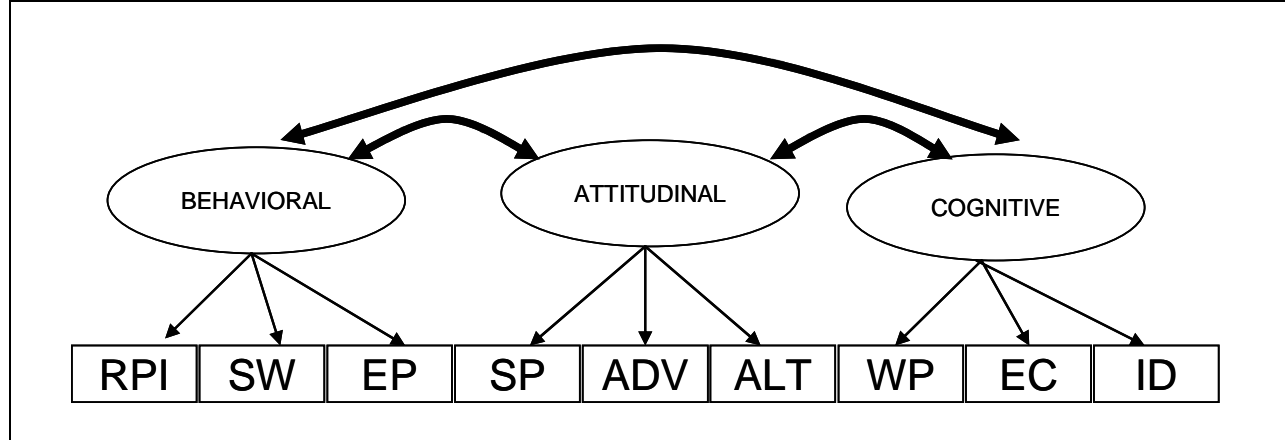 BEHAVIORAL
ATTITUDINAL
COGNITIVE
RPI SW EP SP ADV ALT WP EC ID